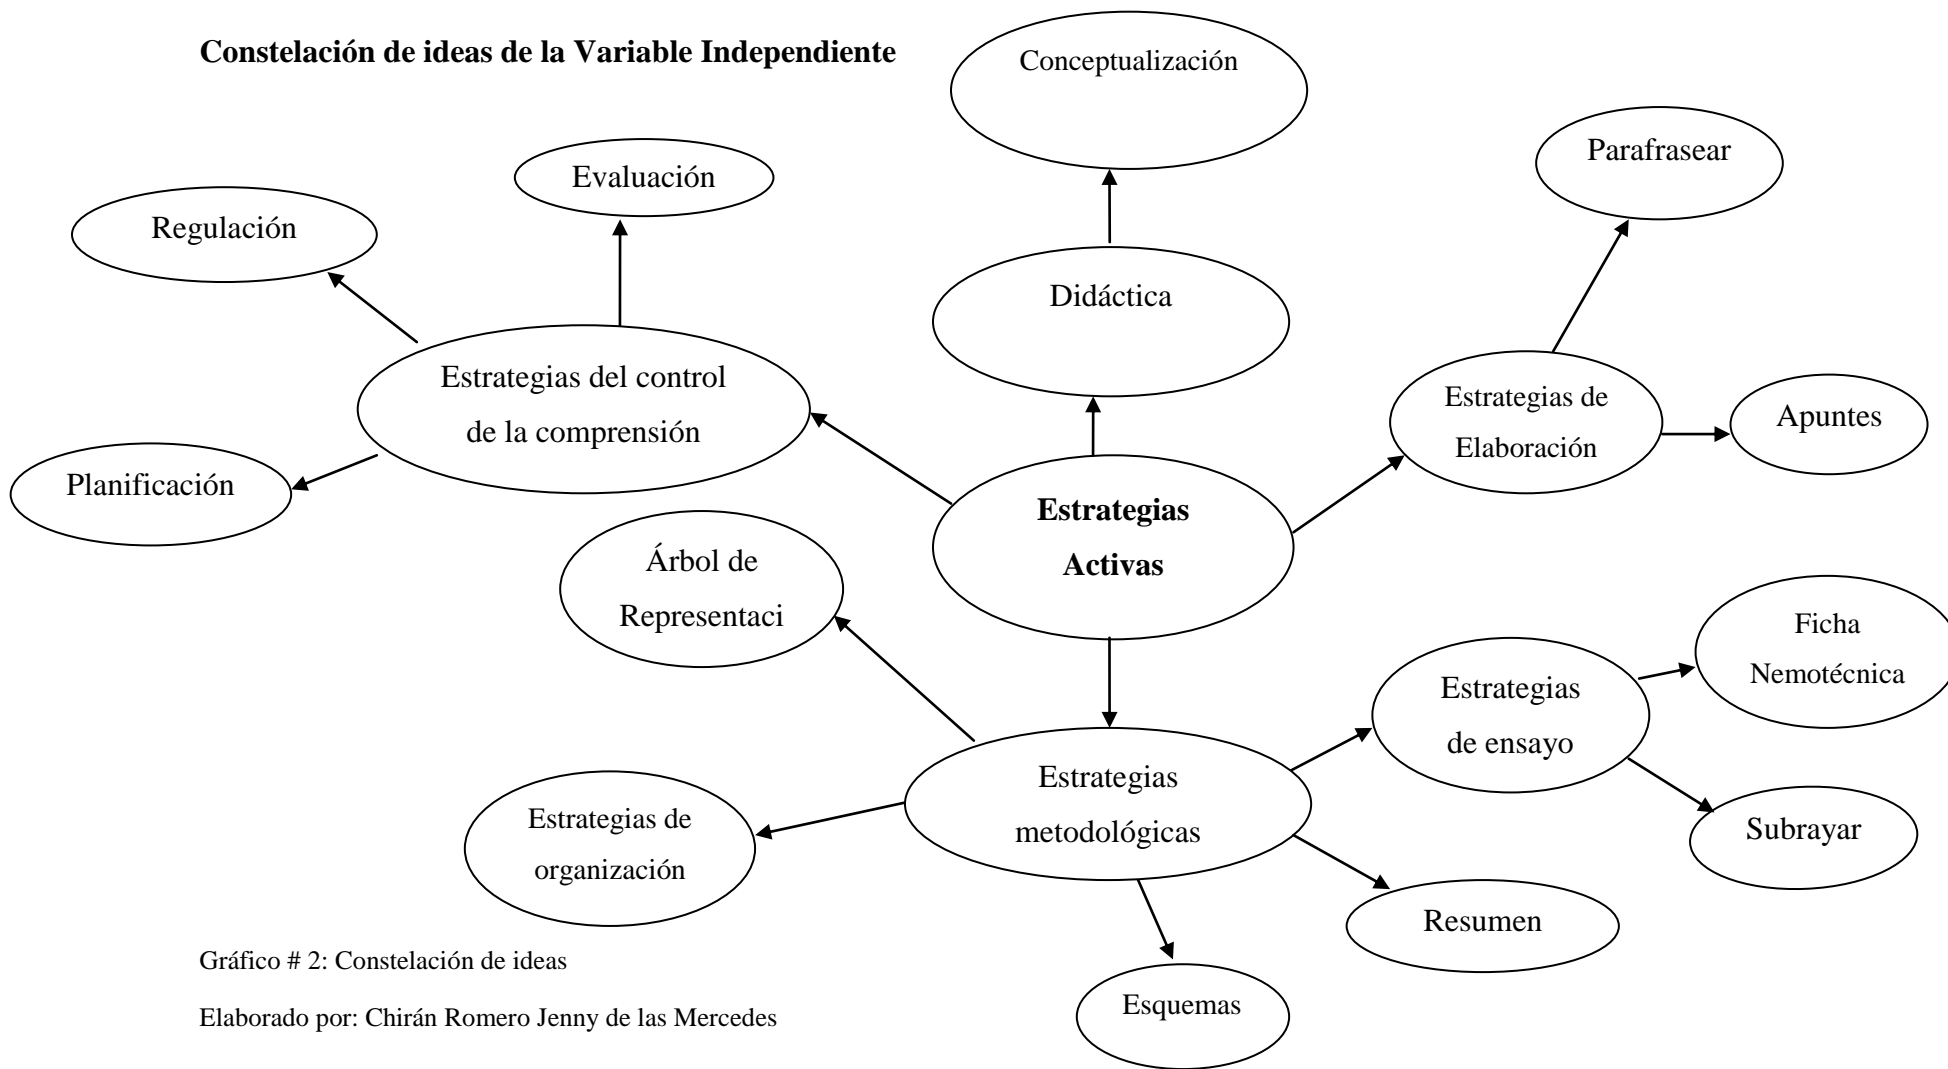 Constelación de ideas de la Variable Independiente
Conceptualización
Parafrasear
Evaluación
Regulación
Didáctica
Estrategias del control
de la comprensión
Estrategias de
Elaboración
Apuntes
Planificación
Estrategias
Activas
Árbol de
Representaci
Ficha
Nemotécnica
Estrategias
de ensayo
Estrategias
metodológicas
Estrategias de
organización
Subrayar
Resumen
Esquemas
Gráfico # 2: Constelación de ideas
Elaborado por: Chirán Romero Jenny de las Mercedes